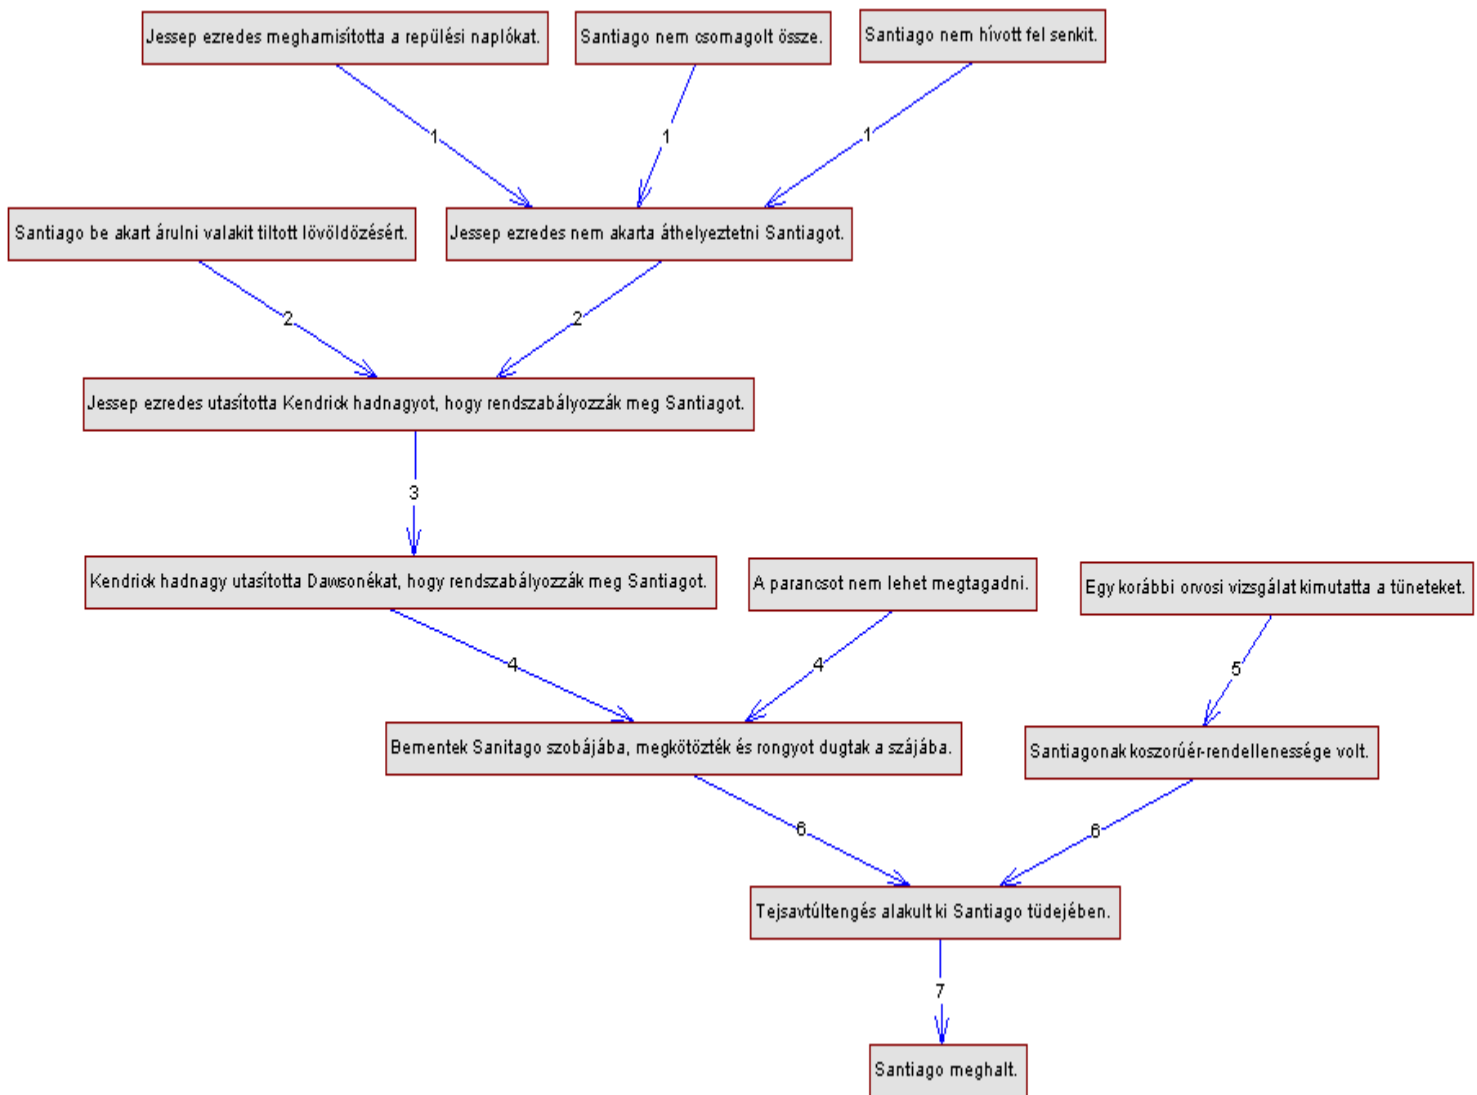 Jessep ezredes meghamisította a repülési naplókat.
Santiago nem csomagolt össze.
Santiago nem hívott fel senkit.
1
1
1
Santiago be akart árulni valakit tiltott lövöldözésért.
Jessep ezredes nem akarta áthelyeztetni Santiagot.
2
2
Jessep ezredes utasította Kendrick hadnagyot, hogy rendszabályozzák meg Santiagot.
3
Kendrick hadnagy utasította Dawsonékat, hogy rendszabályozzák meg Santiagot.
A parancsot nem lehet megtagadni.
Egy korábbi orvosi vizsgálat kimutatta a tüneteket.
4
4
5
Bementek Sanitago szobájába, megkötözték és rongyot dugtak a szájába.
Santiagonak koszorúér-rendellenessége volt.
6
6
Tejsavtúltengés alakult ki Santiago tüdejében.
7
Santiago meghalt.